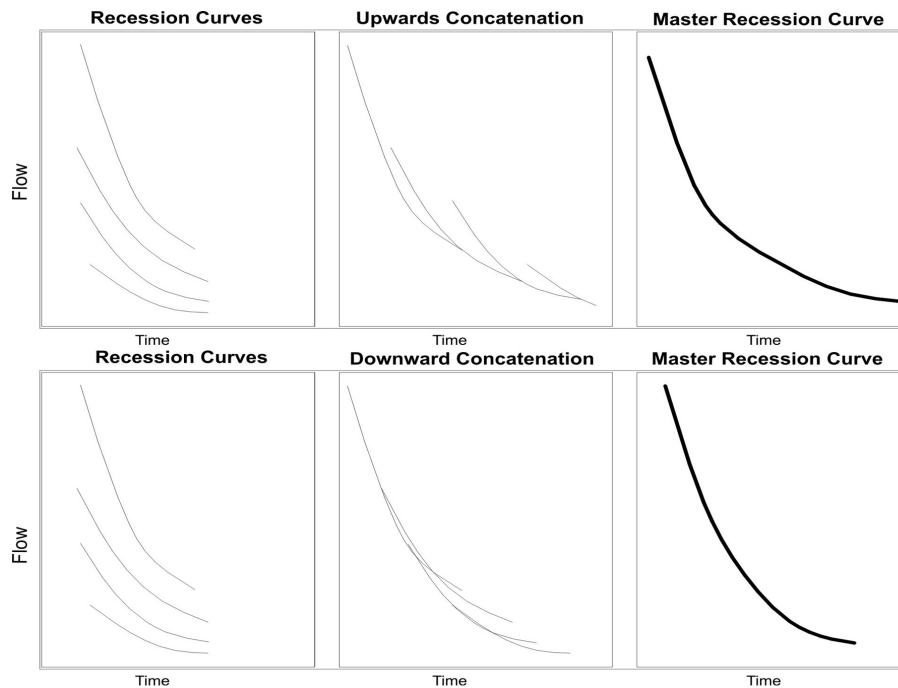 Recession Curves
Upwards Concatenation
Master Recession Curve
Flow
Time
Time
Time
Recession Curves
Downward Concatenation
Master Recession Curve
Flow
Time
Time
Time